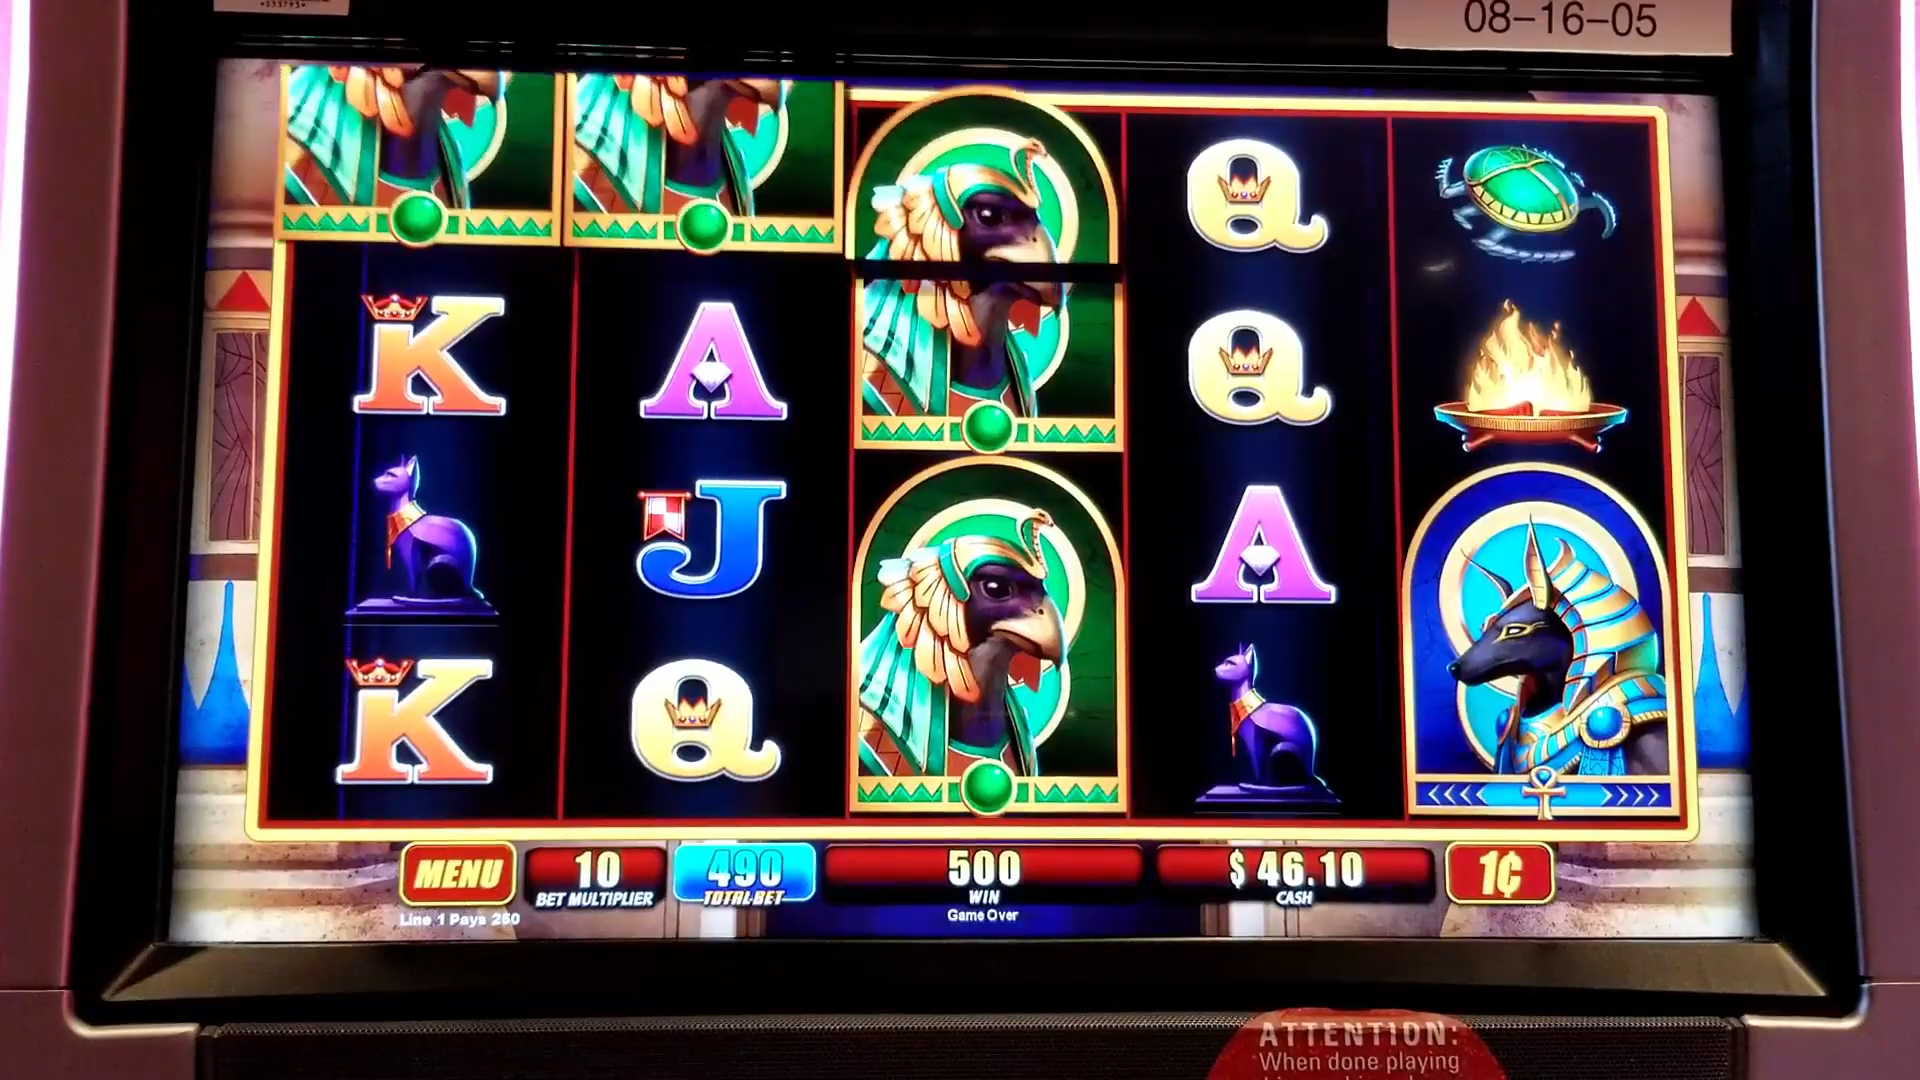 *333793*
08-16-05
Q
K
A
Q
J
A
K
Q
MENU
10
BET MULTIPLIER
490
TOTAL BET
500
WIN
Game Over
$ 46.10
CASH
1¢
Line 1 Pays 250
ATTENTION:
When done playing